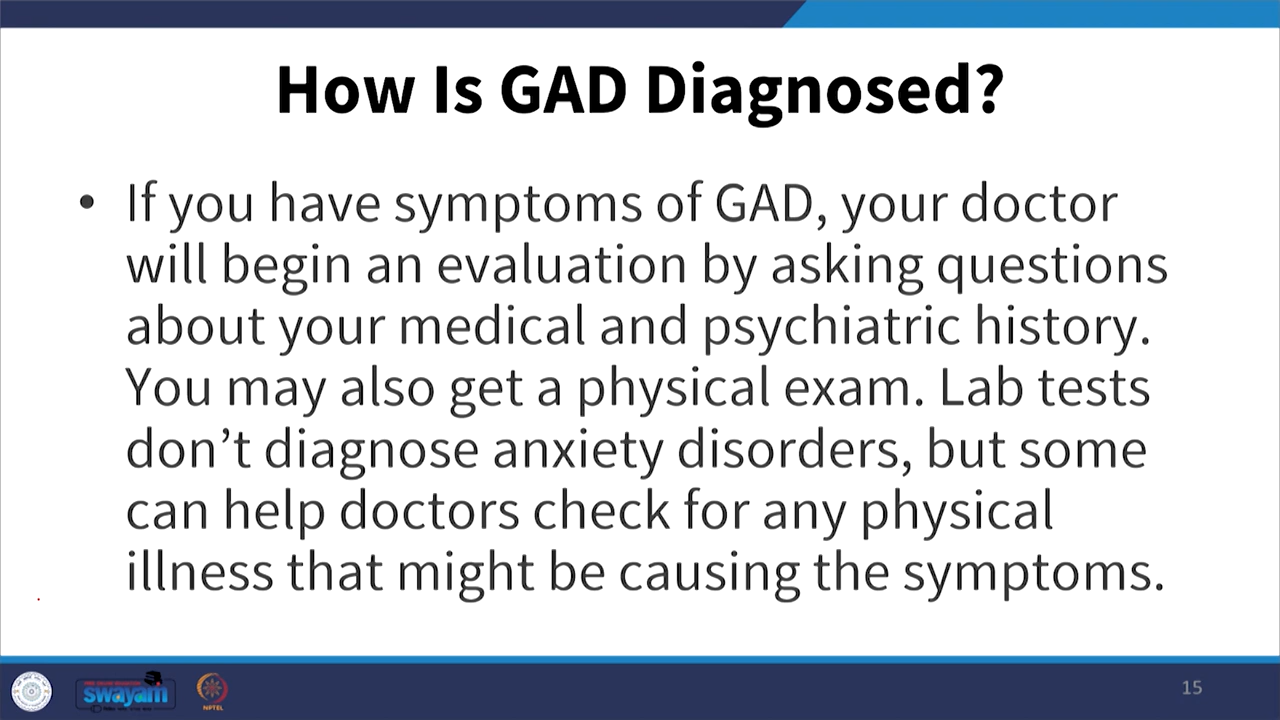 How Is GAD Diagnosed?
• If you have symptoms of GAD, your doctor
will begin an evaluation by asking questions
about your medical and psychiatric history.
You may also get a physical exam. Lab tests
don’t diagnose anxiety disorders, but some
can help doctors check for any physical
illness that might be causing the symptoms.
swayam
NPTEL
15